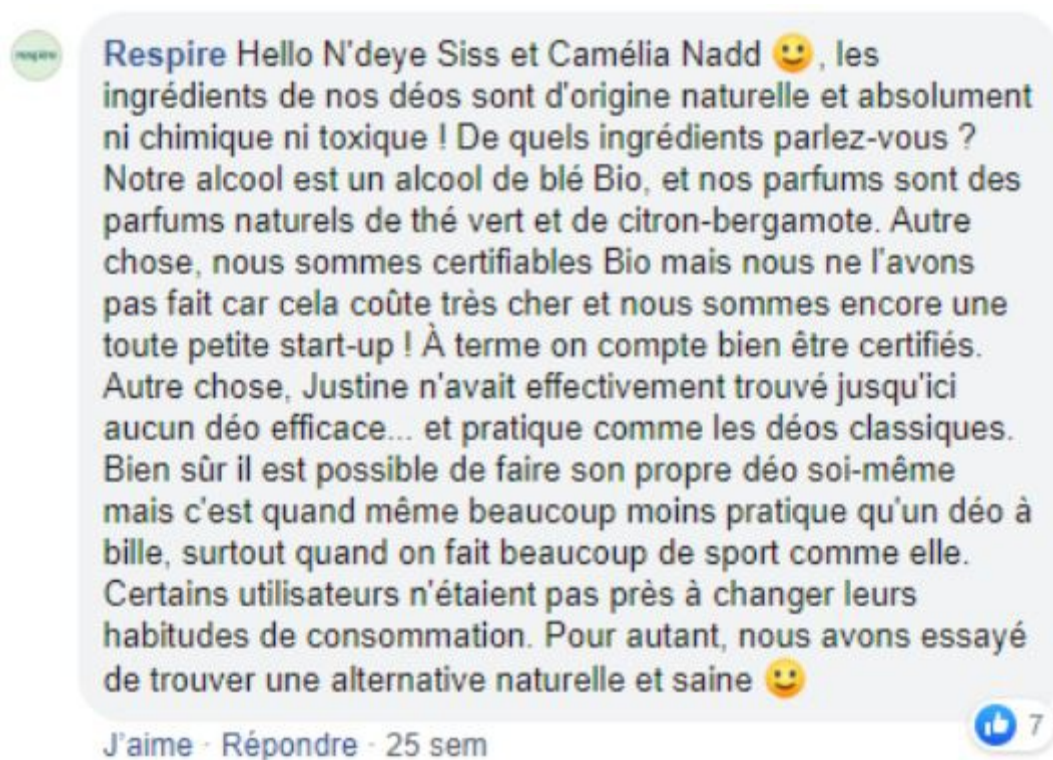 respire
Respire Hello N'deye Siss et Camélia Nadd 🙂, les
ingrédients de nos déos sont d'origine naturelle et absolument
ni chimique ni toxique ! De quels ingrédients parlez-vous ?
Notre alcool est un alcool de blé Bio, et nos parfums sont des
parfums naturels de thé vert et de citron-bergamote. Autre
chose, nous sommes certifiables Bio mais nous ne l'avons
pas fait car cela coûte très cher et nous sommes encore une
toute petite start-up ! À terme on compte bien être certifiés.
Autre chose, Justine n'avait effectivement trouvé jusqu'ici
aucun déo efficace... et pratique comme les déos classiques.
Bien sûr il est possible de faire son propre déo soi-même
mais c'est quand même beaucoup moins pratique qu'un déo à
bille, surtout quand on fait beaucoup de sport comme elle.
Certains utilisateurs n'étaient pas près à changer leurs
habitudes de consommation. Pour autant, nous avons essayé
de trouver une alternative naturelle et saine 🙂
7
J'aime · Répondre · 25 sem